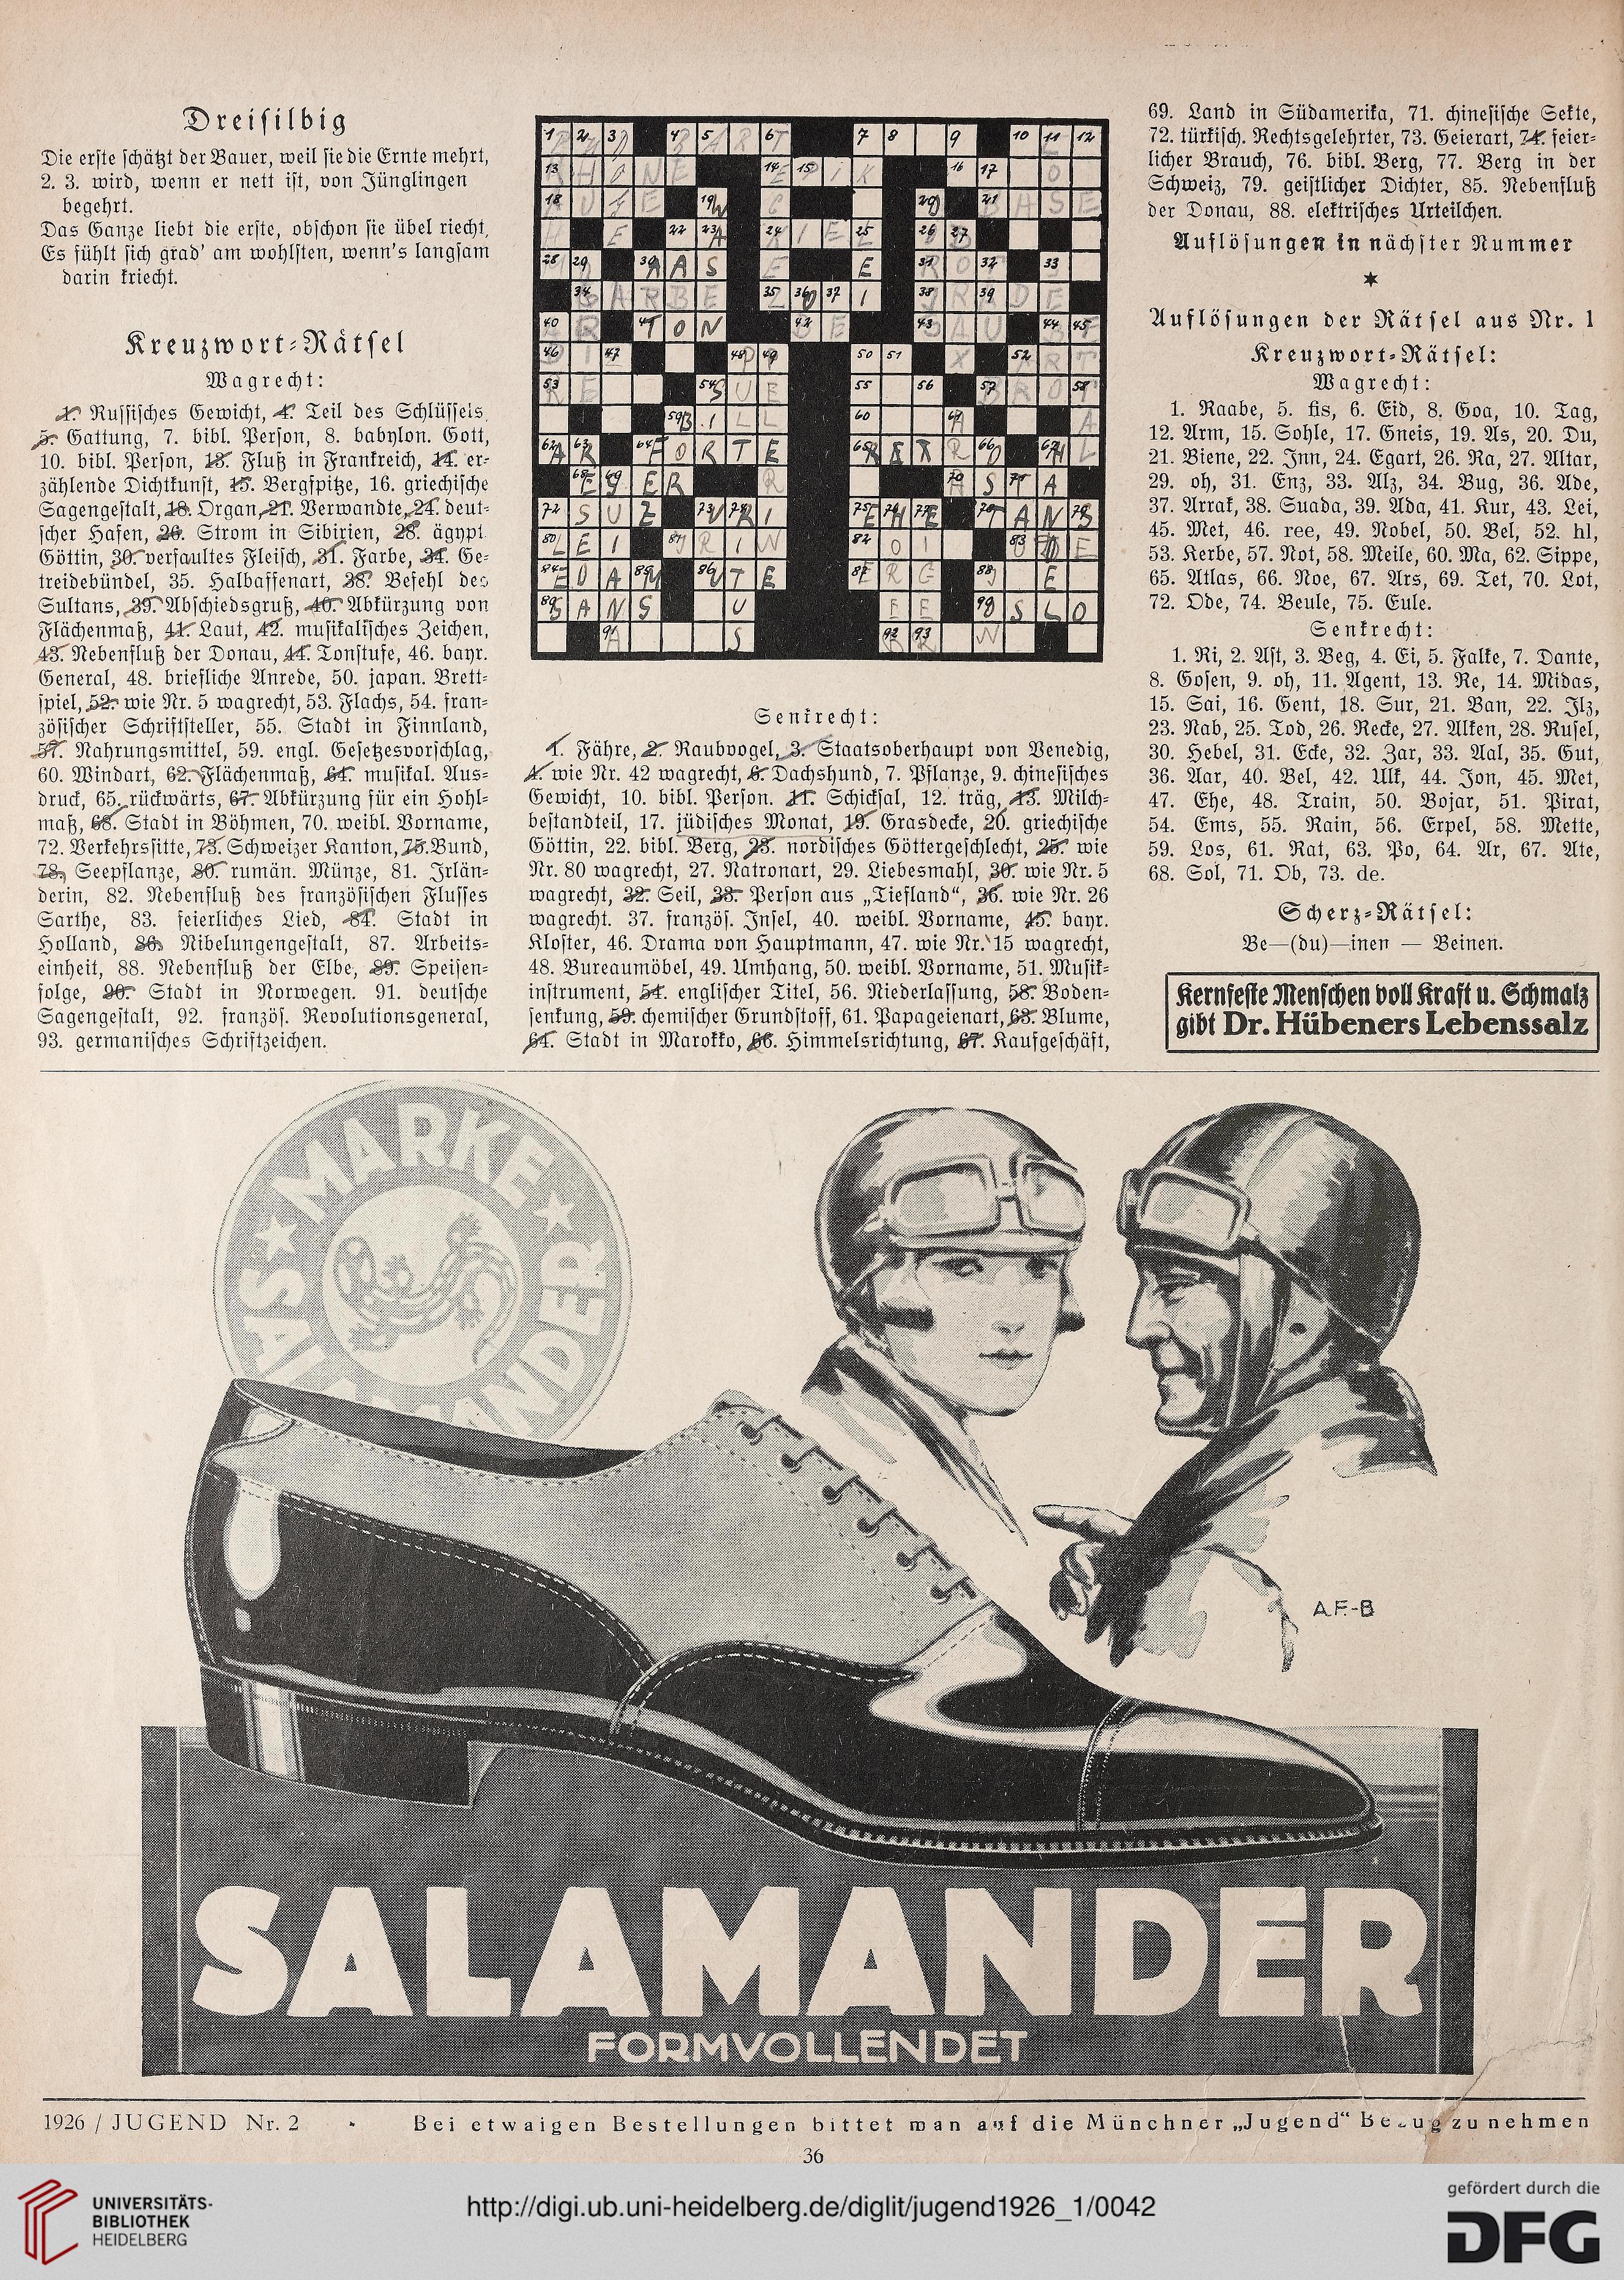 Dreisilbig
Die erste schätzt der Bauer, weil sie die Ernte mehrt,
2. 3. wird, wenn er nett ist, von Jünglingen
begehrt.
Das Ganze liebt die erste, obschon sie übel riecht,
Es fühlt sich grad' am wohlsten, wenn's langsam
darin kriecht.
Kreuzwort-Rätsel
Wagrecht:
1. Russisches Gewicht, 4. Teil des Schlüssels,
5. Gattung, 7. bibl. Person, 8. babylon. Gott,
10. bibl. Person, 13. Fluß in Frankreich, 14. er-
zählende Dichtkunst, 15. Bergspitze, 16. griechische
Sagengestalt, 18. Organ, 21. Verwandte, 24. deut-
scher Hafen, 26. Strom in Sibirien, 28. ägypt.
Göttin, 30. verfaultes Fleisch, 31. Farbe, 34. Ge-
treidebündel, 35. Halbaffenart, 38. Befehl des
Sultans, 39. Abschiedsgruß, 40. Abkürzung von
Flächenmaß, 41. Laut, 42. musikalisches Zeichen,
43. Nebenfluß der Donau, 44. Tonstufe, 46. bayr.
General, 48. briefliche Anrede, 50. japan. Brett-
spiel, 52. wie Nr. 5 wagrecht, 53. Flachs, 54. fran-
zösischer Schriftsteller, 55. Stadt in Finnland,
57. Nahrungsmittel, 59. engl. Gesetzesvorschlag,
60. Windart, 62. Flächenmaß, 64. musikal. Aus-
druck, 65. rückwärts, 67. Abkürzung für ein Hohl-
maß, 68. Stadt in Böhmen, 70. weibl. Vorname,
72. Verkehrssitte, 73. Schweizer Kanton, 75. Bund,
78. Seepflanze, 80. rumän. Münze, 81. Irlän-
derin, 82. Nebenfluß des französischen Flusses
Sarthe, 83. feierliches Lied, 84. Stadt in
Holland, 86. Nibelungengestalt, 87. Arbeits-
einheit, 88. Nebenfluß der Elbe, 89. Speisen-
folge, 90. Stadt in Norwegen. 91. deutsche
Sagengestalt, 92. französ. Revolutionsgeneral,
93. germanisches Schriftzeichen.
Senkrecht:
1. Fähre, 2. Raubvogel, 3. Staatsoberhaupt von Venedig,
4. wie Nr. 42 wagrecht, 6. Dachshund, 7. Pflanze, 9. chinesisches
Gewicht, 10. bibl. Person. 11. Schicksal, 12. träg, 13. Milch-
bestandteil, 17. jüdisches Monat, 19. Grasdecke, 20. griechische
Göttin, 22. bibl. Berg, 23. nordisches Göttergeschlecht, 25. wie
Nr. 80 wagrecht, 27. Natronart, 29. Liebesmahl, 30. wie Nr. 5
wagrecht, 32. Seil, 33. Person aus „Tiefland“, 36. wie Nr. 26
wagrecht. 37. französ. Insel, 40. weibl. Vorname, 45. bayr.
Kloster, 46. Drama von Hauptmann, 47. wie Nr. 15 wagrecht,
48. Bureaumöbel, 49. Umhang, 50. weibl. Vorname, 51. Musik-
instrument, 54. englischer Titel, 56. Niederlassung, 58. Boden-
senkung, 59. chemischer Grundstoff, 61. Papageienart, 63. Blume,
64. Stadt in Marokko, 66. Himmelsrichtung, 67. Kaufgeschäft,
69. Land in Südamerika, 71. chinesische Sekte,
72. türkisch. Rechtsgelehrter, 73. Geierart, 74. feier-
licher Brauch, 76. bibl. Berg, 77. Berg in der
Schweiz, 79. geistlicher Dichter, 85. Nebenfluß
der Donau, 88. elektrisches Urteilchen.
Auflösungen in nächster Nummer
Auflösungen der Rätsel aus Nr. 1
Kreuzwort-Rätsel:
Wagrecht:
1. Raabe, 5. fis, 6. Eid, 8. Goa, 10. Tag,
12. Arm, 15. Sohle, 17. Gneis, 19. As, 20. Du,
21. Biene, 22. Inn, 24. Egart, 26. Ra, 27. Altar,
29. oh, 31. Enz, 33. Alz, 34. Bug, 36. Ade,
37. Arrak, 38. Suada, 39. Ada, 41. Kur, 43. Lei,
45. Met, 46. ree, 49. Nobel, 50. Bel, 52. hl,
53. Kerbe, 57. Not, 58. Meile, 60. Ma, 62. Sippe,
65. Atlas, 66. Noe, 67. Ars, 69. Tet, 70. Lot,
72. Ode, 74. Beule, 75. Eule.
Senkrecht:
1. Ri, 2. Ast, 3. Beg, 4. Ei, 5. Falke, 7. Dante,
8. Gosen, 9. oh, 11. Agent, 13. Re, 14. Midas,
15. Sai, 16. Gent, 18. Sur, 21. Ban, 22. Ilz,
23. Nab, 25. Tod, 26. Recke, 27. Alken, 28. Rusel,
30. Hebel, 31. Ecke, 32. Zar, 33. Aal, 35. Gut,
36. Aar, 40. Bel, 42. Ulk, 44. Jon, 45. Met,
47. Ehe, 48. Train, 50. Bojar, 51. Pirat,
54. Ems, 55. Rain, 56. Erpel, 58. Mette,
59. Los, 61. Rat, 63. Po, 64. Ar, 67. Ate,
68. Sol, 71. Ob, 73. de.
Scherz-Rätsel:
Be—(du)—inen — Beinen.
Kernfeste Menschen voll Kraft u. Schmalz
gibt Dr. Hübeners Lebenssalz
MARKE
SALAMANDER
A.F.-B
SALAMANDER
FORMVOLLENDET
1926 / JUGEND Nr. 2
Bei etwaigen Bestellungen bittet man auf die Münchner „Jugend“ Bezug zu nehmen
36
UNIVERSITÄTS-
BIBLIOTHEK
HEIDELBERG
http://digi.ub.uni-heidelberg.de/diglit/jugend1926_1/0042
gefördert durch die
DFG